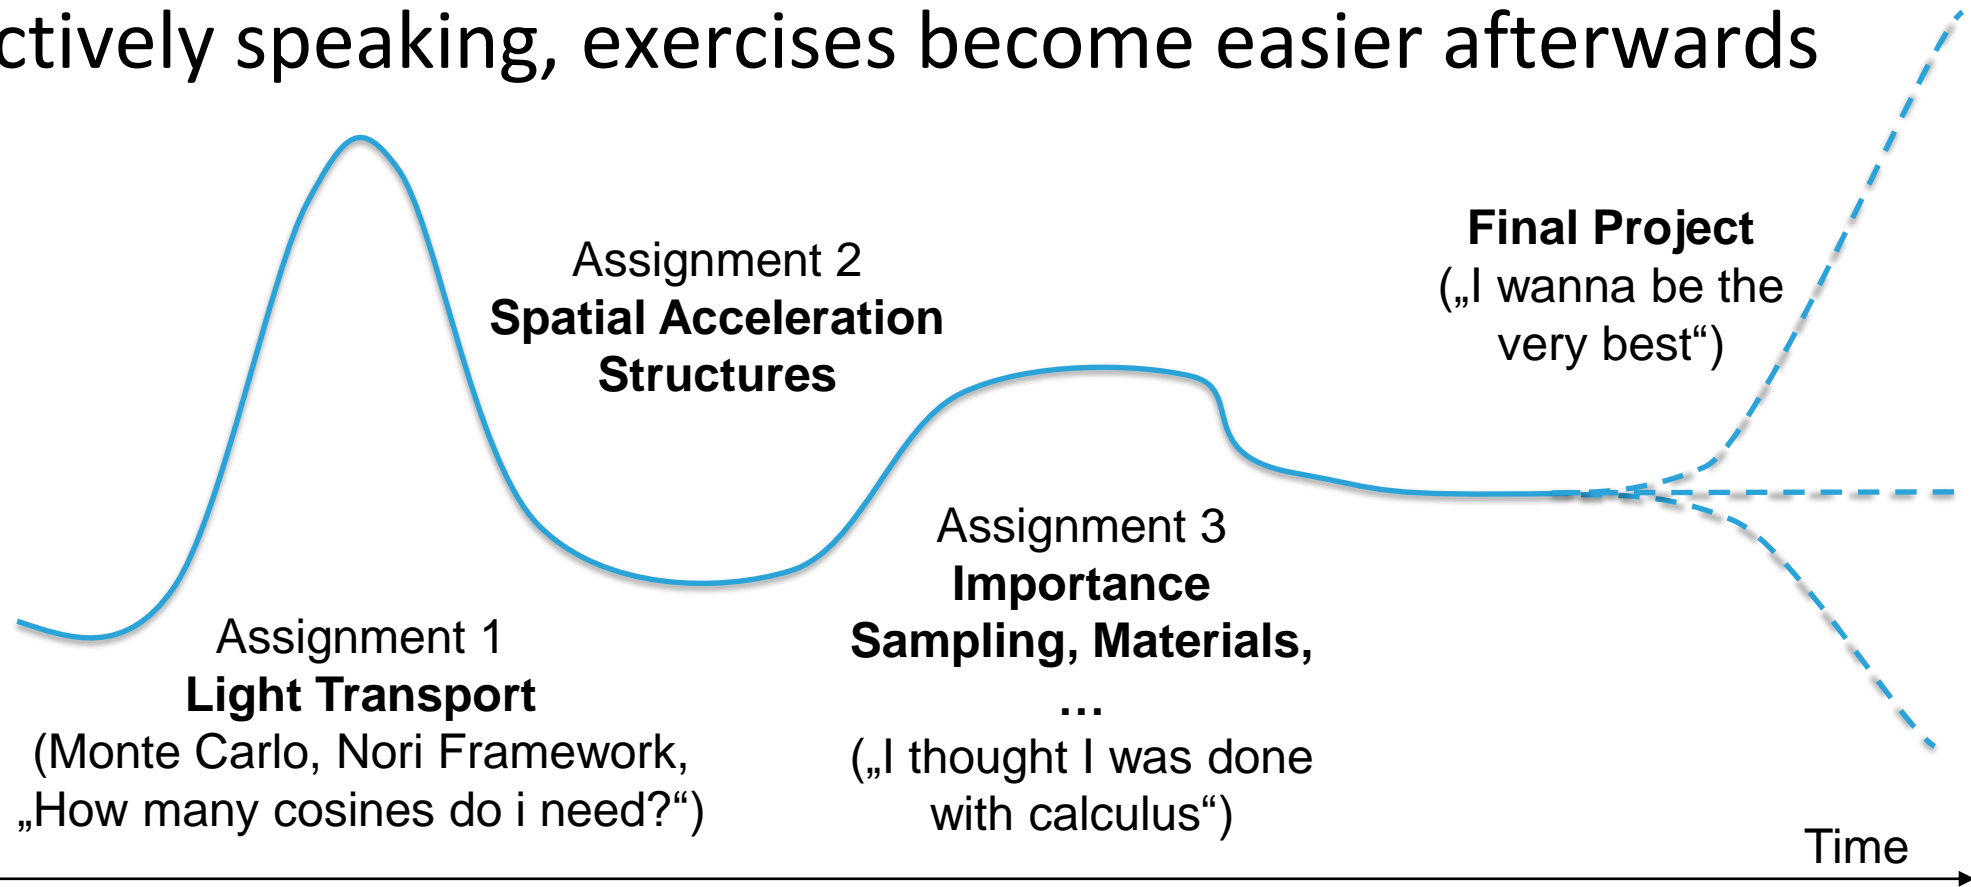 ctively speaking, exercises become easier afterwards
Assignment 2
Spatial Acceleration
Structures
Final Project
(„I wanna be the
very best“)
Assignment 1
Light Transport
(Monte Carlo, Nori Framework,
„How many cosines do i need?“)
Assignment 3
Importance
Sampling, Materials,
…
(„I thought I was done
with calculus“)
Time